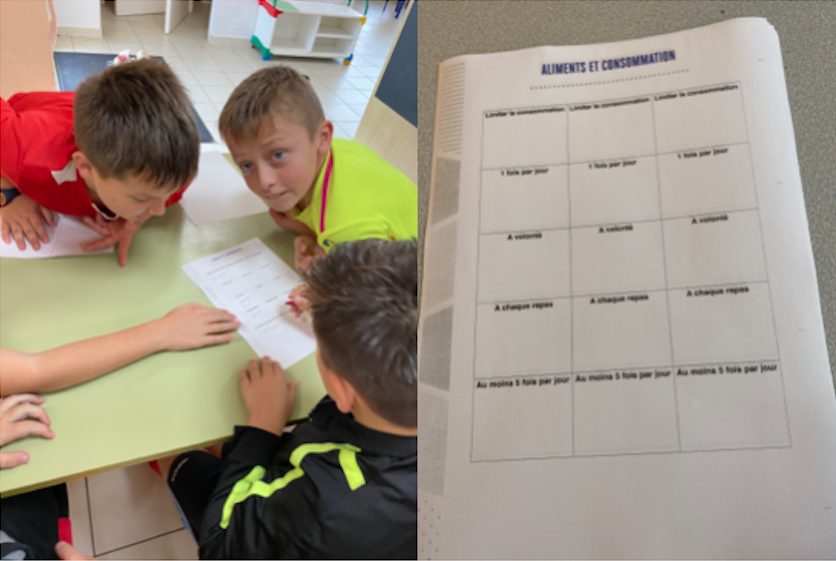 ALIMENTS ET CONSOMMATION
Limiter la consommation Limiter la consommation Limiter la consommation
1 fois par jour 1 fois par jour 1 fois par jour
A volonté A volonté A volonté
A chaque repas A chaque repas A chaque repas
Au moins 5 fois par jour Au moins 5 fois par jour Au moins 5 fois par jour